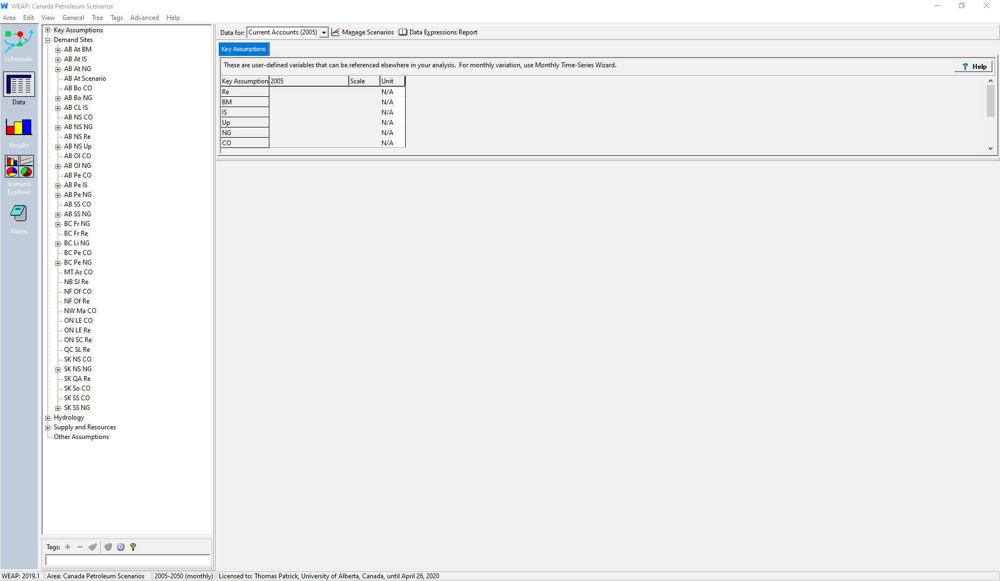 WEAP: Canada Petroleum Scenarios
Area Edit View General Tree Tags Advanced Help
Schematic
Data
Results
Scenario
Explorer
Notes
Key Assumptions
Demand Sites
AB At BM
AB At IS
AB At NG
AB At Scenario
AB Bo CO
AB Bo NG
AB CL IS
AB NS CO
AB NS NG
AB NS Re
AB NS Up
AB OI CO
AB OI NG
AB Pe CO
AB Pe IS
AB Pe NG
AB SS CO
AB SS NG
BC Fr NG
BC Fr Re
BC Li NG
BC Pe CO
BC Pe NG
MT As CO
NB SJ Re
NF Of CO
NF Of Re
NW Ma CO
ON LE CO
ON LE Re
ON SC Re
QC SL Re
SK NS CO
SK NS NG
SK QA Re
SK So CO
SK SS CO
SK SS NG
Hydrology
Supply and Resources
Other Assumptions
Tags:
Data for: Current Accounts (2005) Manage Scenarios Data Expressions Report
Key Assumptions
These are user-defined variables that can be referenced elsewhere in your analysis. For monthly variation, use Monthly Time-Series Wizard.
? Help
Key Assumption 2005 Scale Unit
Re N/A
BM N/A
IS N/A
Up N/A
NG N/A
CO N/A
WEAP: 2019.1 Area: Canada Petroleum Scenarios 2005-2050 (monthly) Licensed to: Thomas Patrick, University of Alberta, Canada, until April 26, 2020